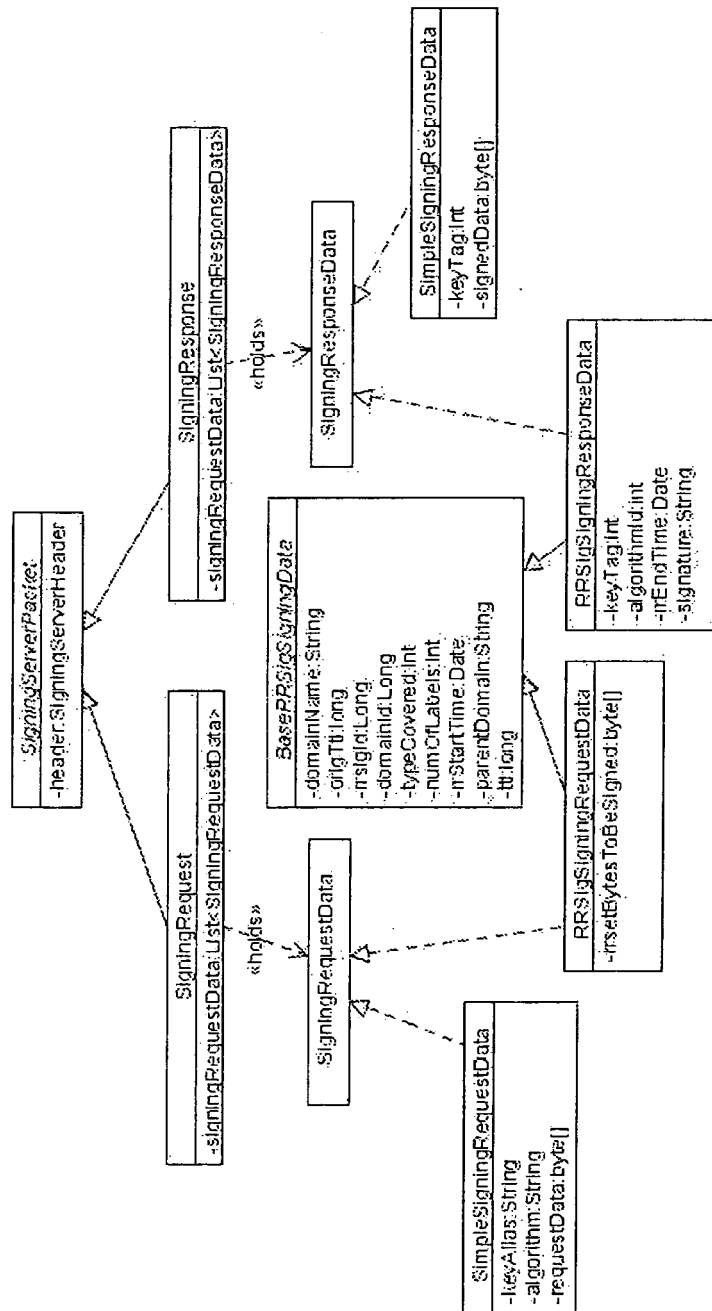 SigningServerPacket
-header:SigningServerHeader
SigningRequest
-signingRequestData:List<SigningRequestData>
SigningResponse
-signingRequestData:List<SigningResponseData>
«holds»
«holds»
SigningRequestData
BaseRRSigSigningData
-domainName:String
-origTtl:long
-rrsigId:Long
-domainId:Long
-typeCovered:int
-numOfLabels:int
-rrStartTime:Date
-parentDomain:String
-ttl:long
SigningResponseData
SimpleSigningRequestData
-keyAlias:String
-algorithm:String
-requestData:byte[]
RRSigSigningRequestData
-rrsetBytesToBeSigned:byte[]
RRSigSigningResponseData
-keyTag:int
-algorithmId:int
-rrEndTime:Date
-signature:String
SimpleSigningResponseData
-keyTag:int
-signedData:byte[]